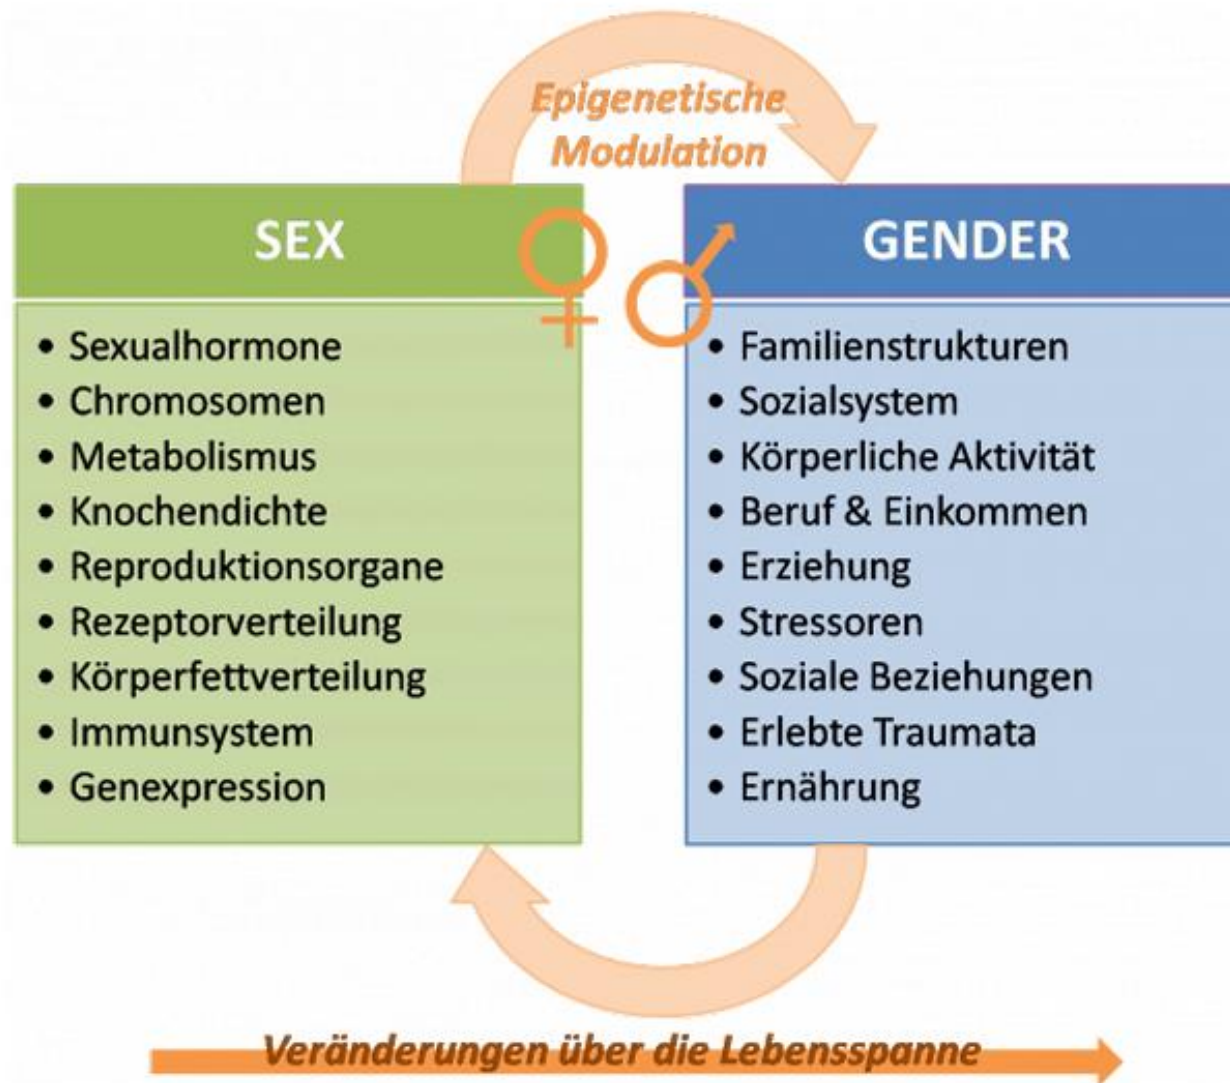 Epigenetische
Modulation
SEX
• Sexualhormone
• Chromosomen
• Metabolismus
• Knochendichte
• Reproduktionsorgane
• Rezeptorverteilung
• Körperfettverteilung
• Immunsystem
• Genexpression
GENDER
• Familienstrukturen
• Sozialsystem
• Körperliche Aktivität
• Beruf & Einkommen
• Erziehung
• Stressoren
• Soziale Beziehungen
• Erlebte Traumata
• Ernährung
Veränderungen über die Lebensspanne